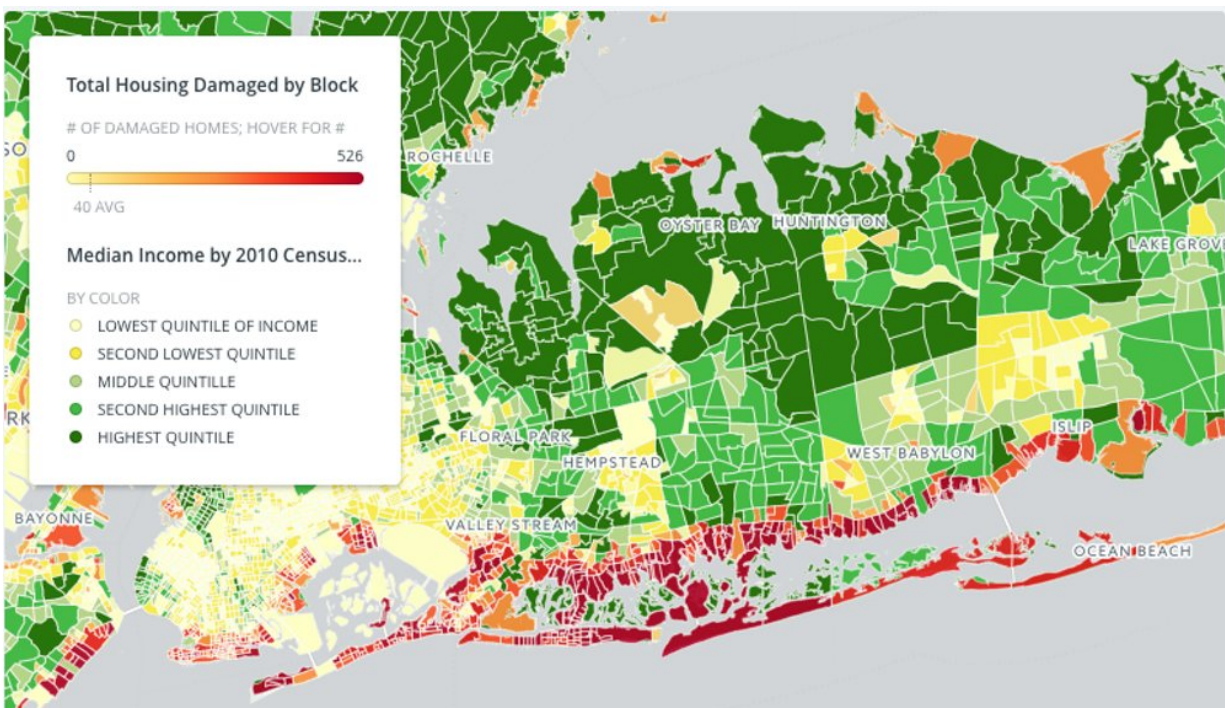 Total Housing Damaged by Block
# OF DAMAGED HOMES; HOVER FOR #
0 526
40 AVG
Median Income by 2010 Census...
BY COLOR
LOWEST QUINTILE OF INCOME
SECOND LOWEST QUINTILE
MIDDLE QUINTILLE
SECOND HIGHEST QUINTILE
HIGHEST QUINTILE
SO
ROCHELLE
OYSTER BAY
HUNTINGTON
LAKE GROVE
RK
FLORAL PARK
HEMPSTEAD
WEST BABYLON
ISLIP
BAYONNE
VALLEY STREAM
OCEAN BEACH